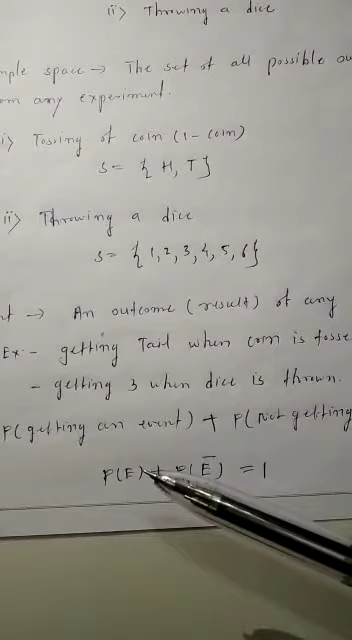 ii) Throwing a dice
mple space → The set of all possible ou
om any experiment.
i) Tossing of coin (1 - coin)
S = { H, T }
ii) Throwing a dice
S = { 1, 2, 3, 4, 5, 6 }
nt → An outcome (result) of any
Ex:- getting Tail when coin is tosse
- getting 3 when dice is thrown.
P(getting an event) + P(Not getting
P(E) + P(E̅) = 1